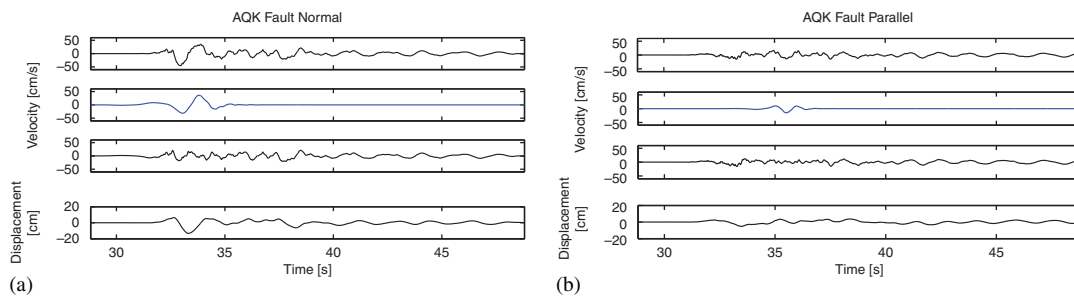 AQK Fault Normal
50
0
−50
50
0
−50
50
0
−50
20
0
−20
Velocity [cm/s]
Displacement
[cm]
30 35 40 45
Time [s]
(a)
AQK Fault Parallel
50
0
−50
50
0
−50
50
0
−50
20
0
−20
Velocity [cm/s]
Displacement
[cm]
30 35 40 45
Time [s]
(b)